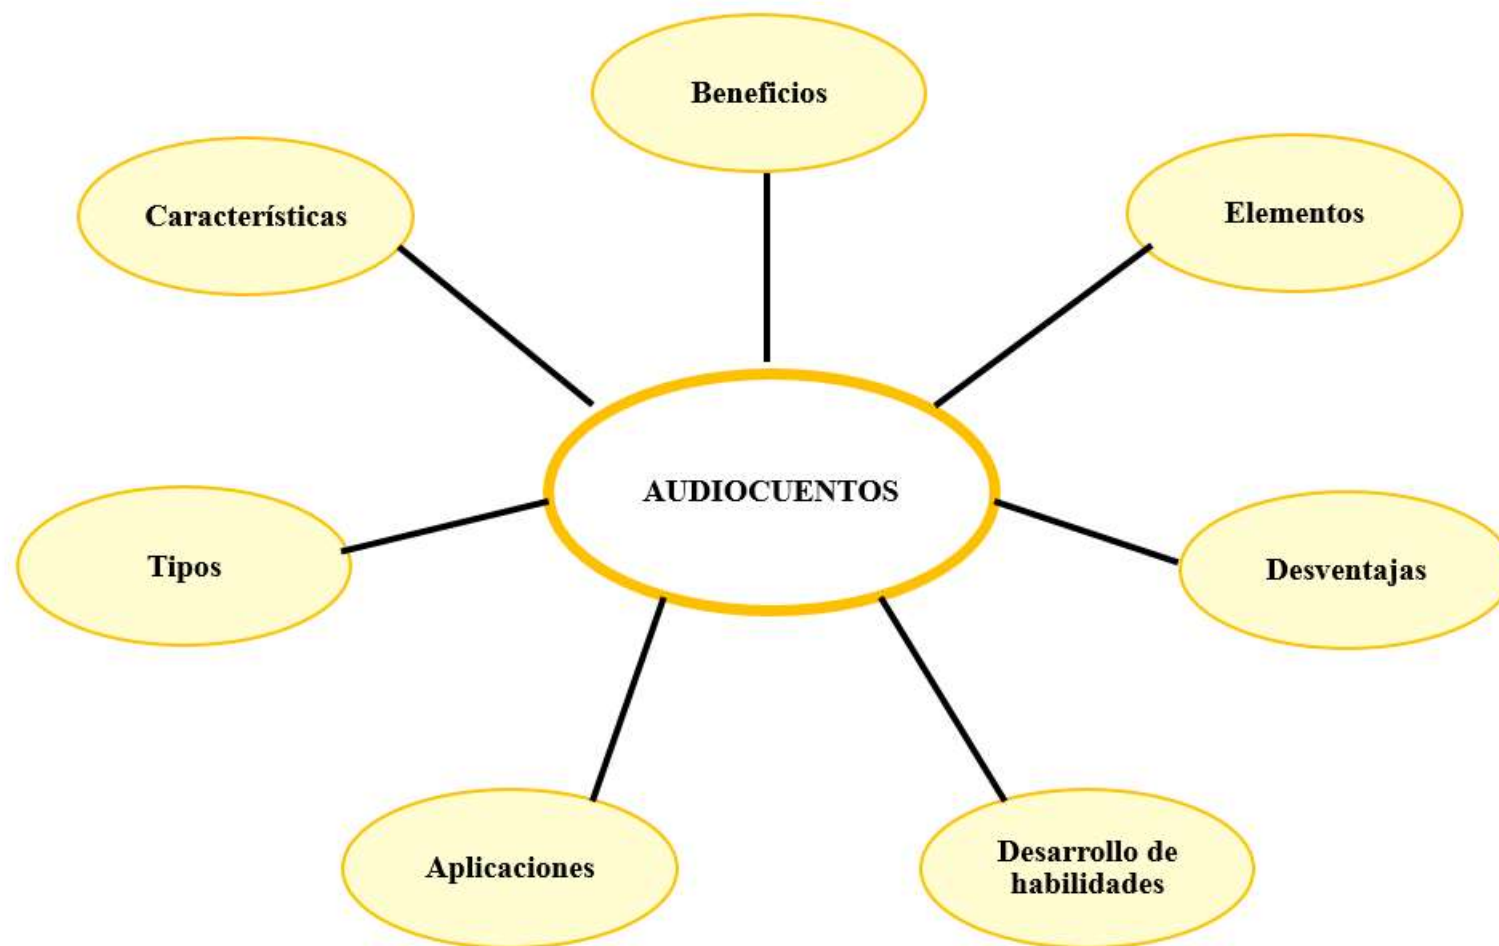 Beneficios
Características
Elementos
AUDIOCUENTOS
Tipos
Desventajas
Aplicaciones
Desarrollo de
habilidades